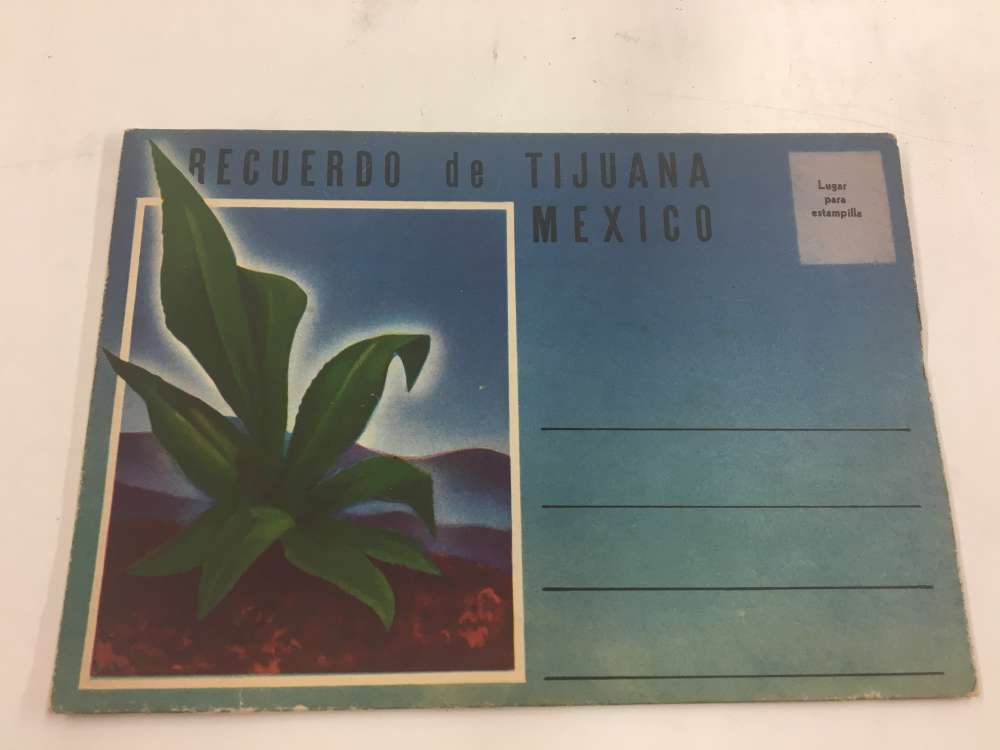 RECUERDO de TIJUANA
MEXICO
Lugar
para
estampilla